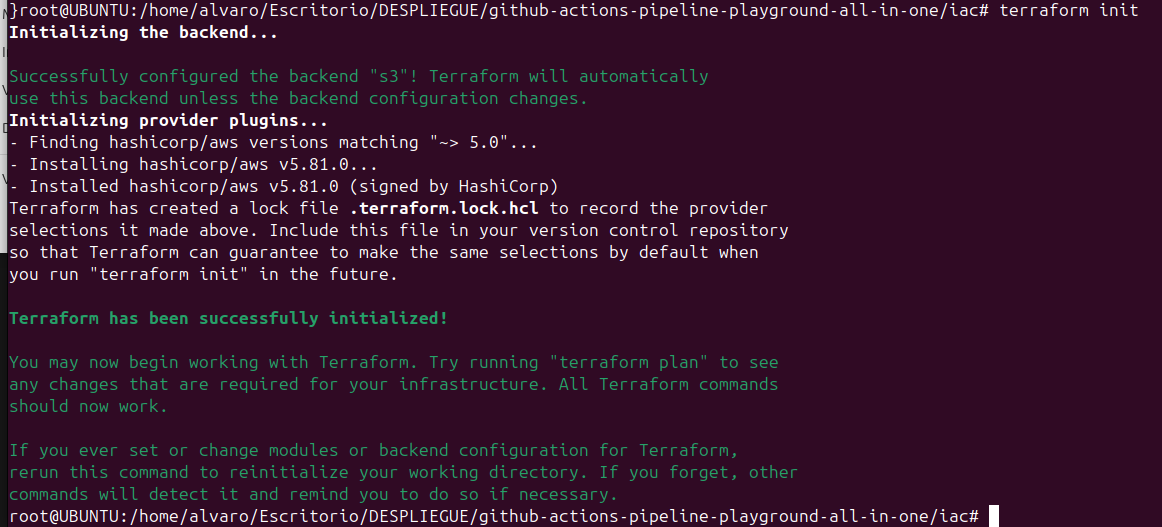 }root@UBUNTU:/home/alvaro/Escritorio/DESPLIEGUE/github-actions-pipeline-playground-all-in-one/iac# terraform init
Initializing the backend...
Successfully configured the backend "s3"! Terraform will automatically
use this backend unless the backend configuration changes.
Initializing provider plugins...
- Finding hashicorp/aws versions matching "~> 5.0"...
- Installing hashicorp/aws v5.81.0...
- Installed hashicorp/aws v5.81.0 (signed by HashiCorp)
Terraform has created a lock file .terraform.lock.hcl to record the provider
selections it made above. Include this file in your version control repository
so that Terraform can guarantee to make the same selections by default when
you run "terraform init" in the future.
Terraform has been successfully initialized!
You may now begin working with Terraform. Try running "terraform plan" to see
any changes that are required for your infrastructure. All Terraform commands
should now work.
If you ever set or change modules or backend configuration for Terraform,
rerun this command to reinitialize your working directory. If you forget, other
commands will detect it and remind you to do so if necessary.
root@UBUNTU:/home/alvaro/Escritorio/DESPLIEGUE/github-actions-pipeline-playground-all-in-one/iac#